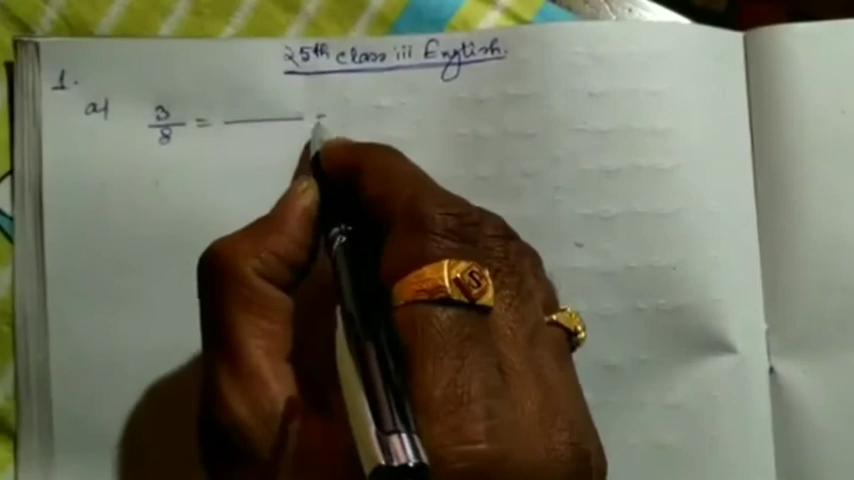 25th class iii English.
1.
a) 3/8 = ______ =
S